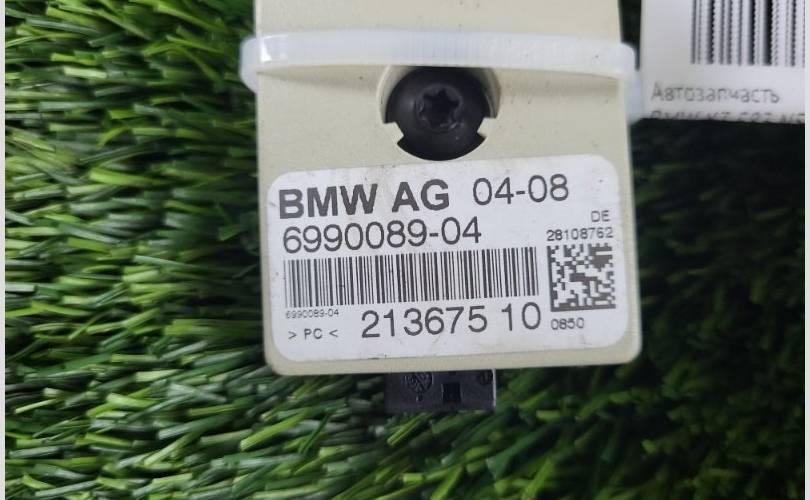 Автозапчасть
BMW AG 04-08
6990089-04
DE
28108762
6990089-04
> PC <
213675 10
0850